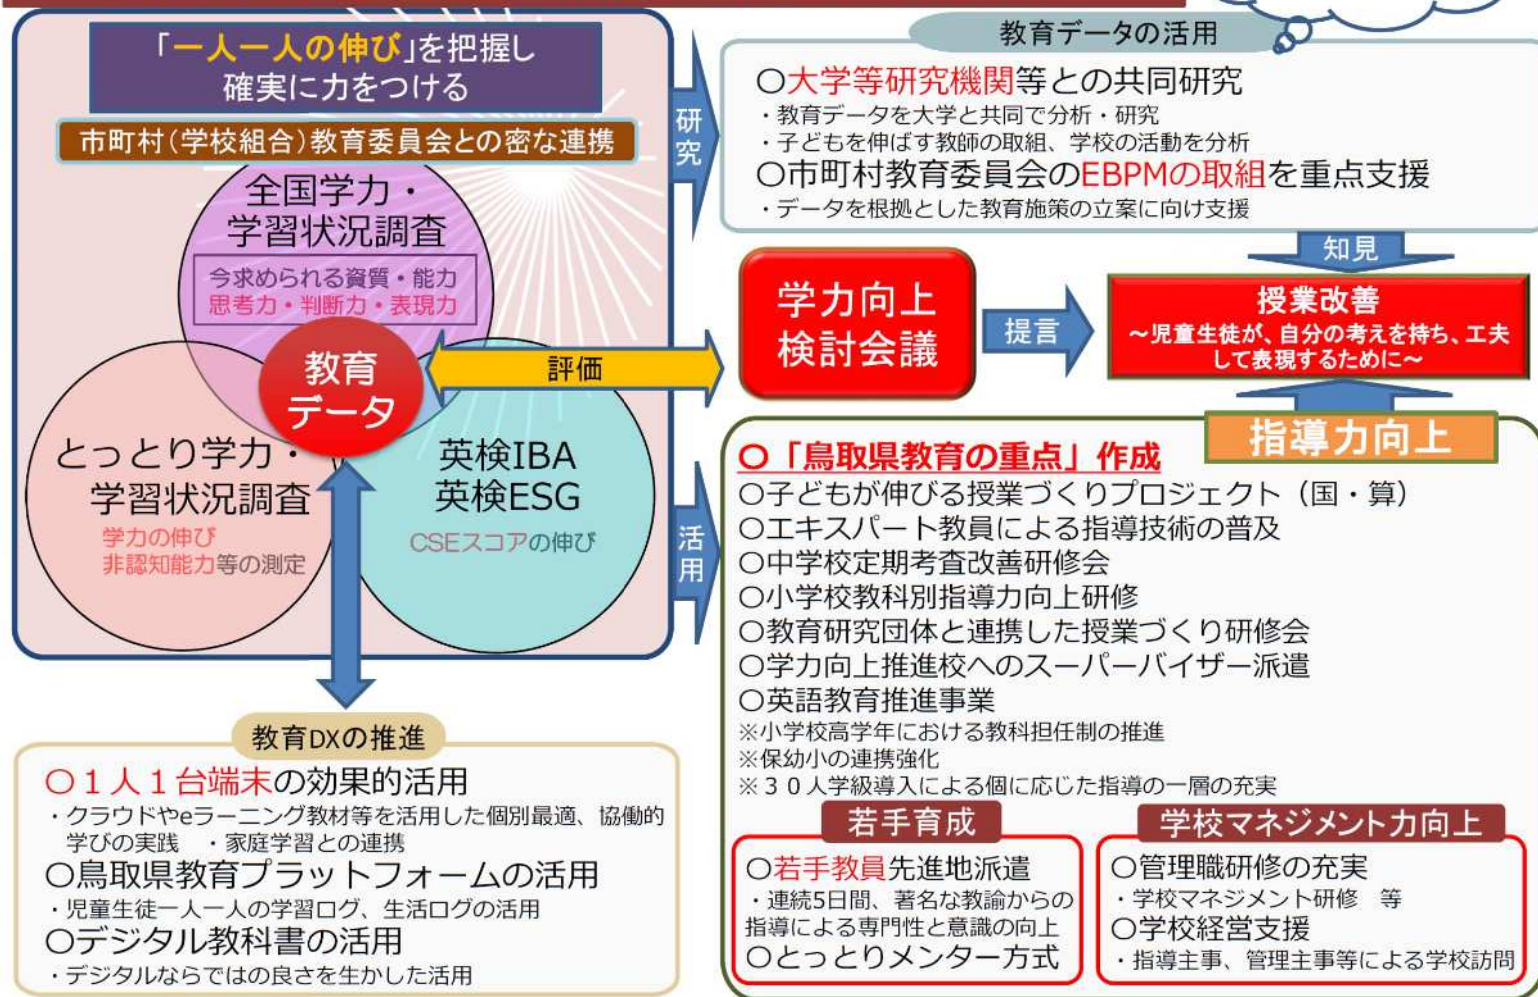 「一人一人の伸び」を把握し
確実に力をつける
市町村（学校組合）教育委員会との密な連携
全国学力・
学習状況調査
今求められる資質・能力
思考力・判断力・表現力
教育
データ
とっとり学力・
学習状況調査
学力の伸び
非認知能力等の測定
英検IBA
英検ESG
CSEスコアの伸び
研究
活用
評価
教育データの活用
○大学等研究機関等との共同研究
・教育データを大学と共同で分析・研究
・子どもを伸ばす教師の取組、学校の活動を分析
○市町村教育委員会のEBPMの取組を重点支援
・データを根拠とした教育施策の立案に向け支援
知見
学力向上
検討会議
提言
授業改善
～児童生徒が、自分の考えを持ち、工夫
して表現するために～
指導力向上
○「鳥取県教育の重点」作成
○子どもが伸びる授業づくりプロジェクト（国・算）
○エキスパート教員による指導技術の普及
○中学校定期考査改善研修会
○小学校教科別指導力向上研修
○教育研究団体と連携した授業づくり研修会
○学力向上推進校へのスーパーバイザー派遣
○英語教育推進事業
※小学校高学年における教科担任制の推進
※保幼小の連携強化
※３０人学級導入による個に応じた指導の一層の充実
若手育成
○若手教員先進地派遣
・連続5日間、著名な教諭からの
指導による専門性と意識の向上
○とっとりメンター方式
学校マネジメント力向上
○管理職研修の充実
・学校マネジメント研修　等
○学校経営支援
・指導主事、管理主事等による学校訪問
教育DXの推進
○１人１台端末の効果的活用
・クラウドやeラーニング教材等を活用した個別最適、協働的
学びの実践　・家庭学習との連携
○鳥取県教育プラットフォームの活用
・児童生徒一人一人の学習ログ、生活ログの活用
○デジタル教科書の活用
・デジタルならではの良さを生かした活用